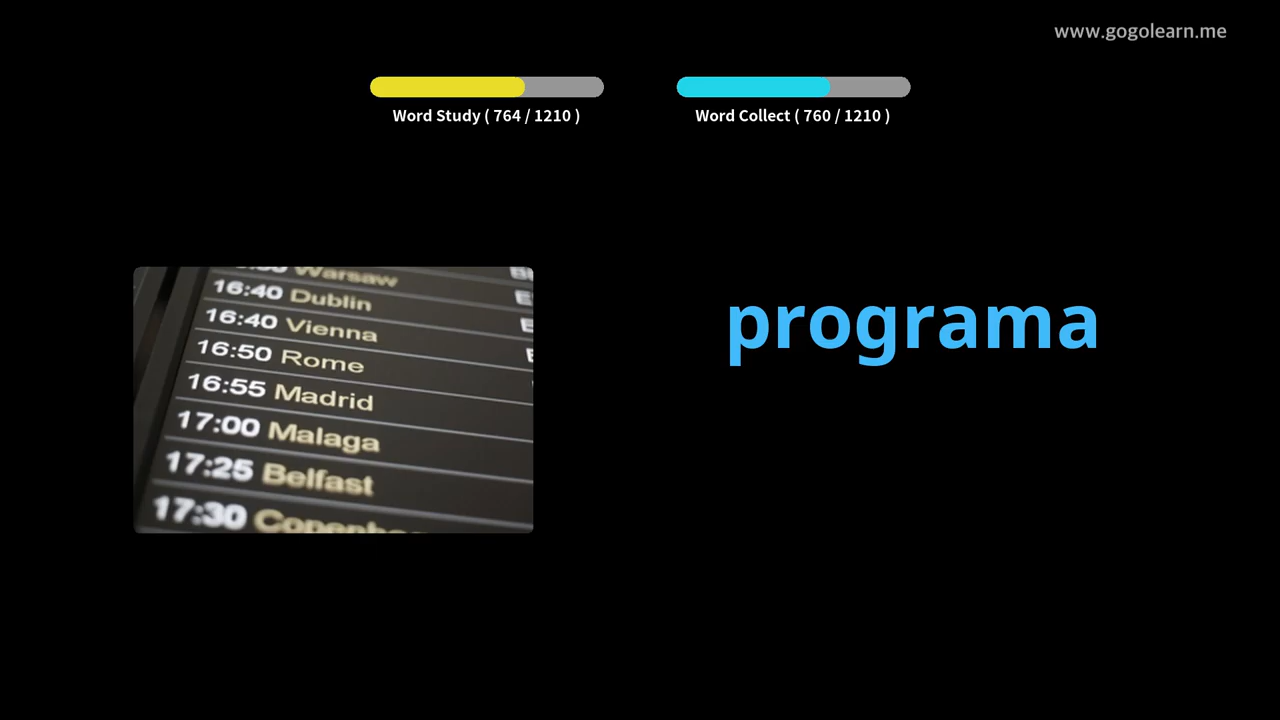 www.gogolearn.me
Word Study ( 764 / 1210 )
Word Collect ( 760 / 1210 )
programa
Warsaw
16:40 Dublin
16:40 Vienna
16:50 Rome
16:55 Madrid
17:00 Malaga
17:25 Belfast
17:30